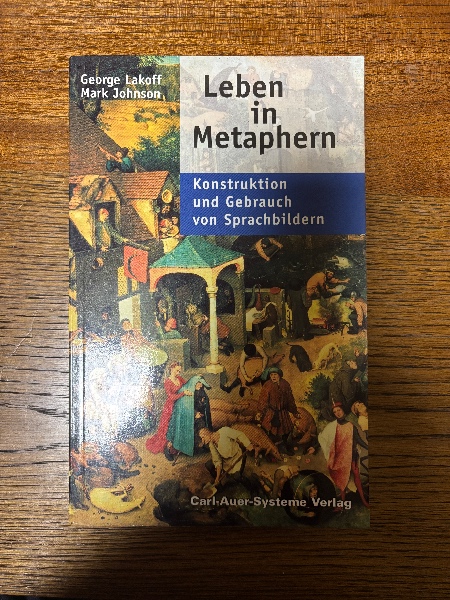 George Lakoff
Mark Johnson
Leben
in
Metaphern
Konstruktion
und Gebrauch
von Sprachbildern
Carl-Auer-Systeme Verlag